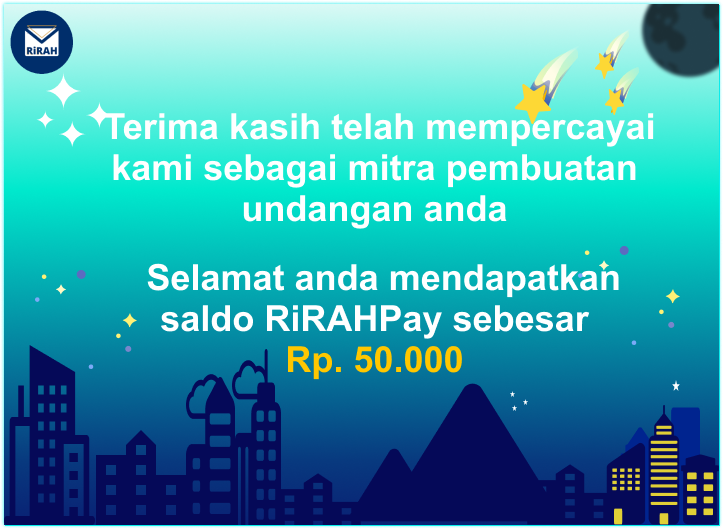 RiRAH
Terima kasih telah mempercayai
kami sebagai mitra pembuatan
undangan anda
Selamat anda mendapatkan
saldo RiRAHPay sebesar
Rp. 50.000